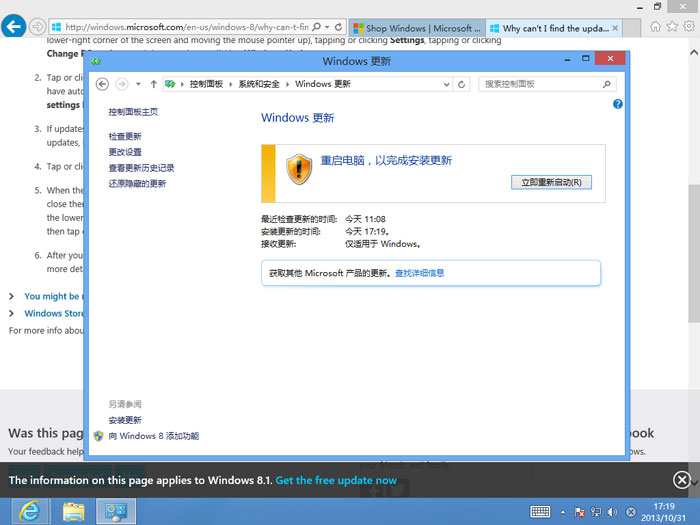 http://windows.microsoft.com/en-us/windows-8/why-can-t-fin
Shop Windows | Microsoft ...
Why can't I find the upda...
lower-right corner of the screen and moving the mouse pointer up), tapping or clicking Settings, tapping or clicking
Windows 更新
控制面板 系统和安全 Windows 更新
搜索控制面板
控制面板主页
检查更新
更改设置
查看更新历史记录
还原隐藏的更新
Windows 更新
重启电脑，以完成安装更新
立即重新启动(R)
最近检查更新的时间: 今天 11:08
安装更新的时间: 今天 17:19。
接收更新: 仅适用于 Windows。
获取其他 Microsoft 产品的更新。查找详细信息
另请参阅
安装更新
向 Windows 8 添加功能
2. Tap or cli
have auto
settings
3. If updates
updates,
4. Tap or cli
5. When the
close the
the lower
then tap
6. After you
more det
You might be
Windows Store
For more info about
Was this pag
book
Your feedback help
ows.
your friends and family.
The information on this page applies to Windows 8.1. Get the free update now
17:19
2013/10/31